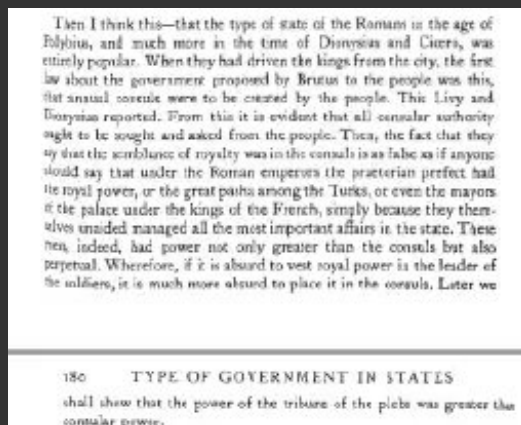 Then I think this—that the type of state of the Romans in the age of
Polybius, and much more in the time of Dionysius and Cicero, was
entirely popular. When they had driven the kings from the city, the first
law about the government proposed by Brutus to the people was this,
that annual consuls were to be created by the people. This Livy and
Dionysius reported. From this it is evident that all consular authority
ought to be sought and asked from the people. Then, the fact that they
say that the semblance of royalty was in the consuls is as false as if anyone
should say that under the Roman emperors the praetorian prefect had
the royal power, or the great pasha among the Turks, or even the mayors
of the palace under the kings of the French, simply because they them-
selves unaided managed all the most important affairs in the state. These
men, indeed, had power not only greater than the consuls but also
perpetual. Wherefore, if it is absurd to vest royal power in the leader of
the soldiers, it is much more absurd to place it in the consuls. Later we
180 TYPE OF GOVERNMENT IN STATES
shall show that the power of the tribune of the plebs was greater than
consular power.